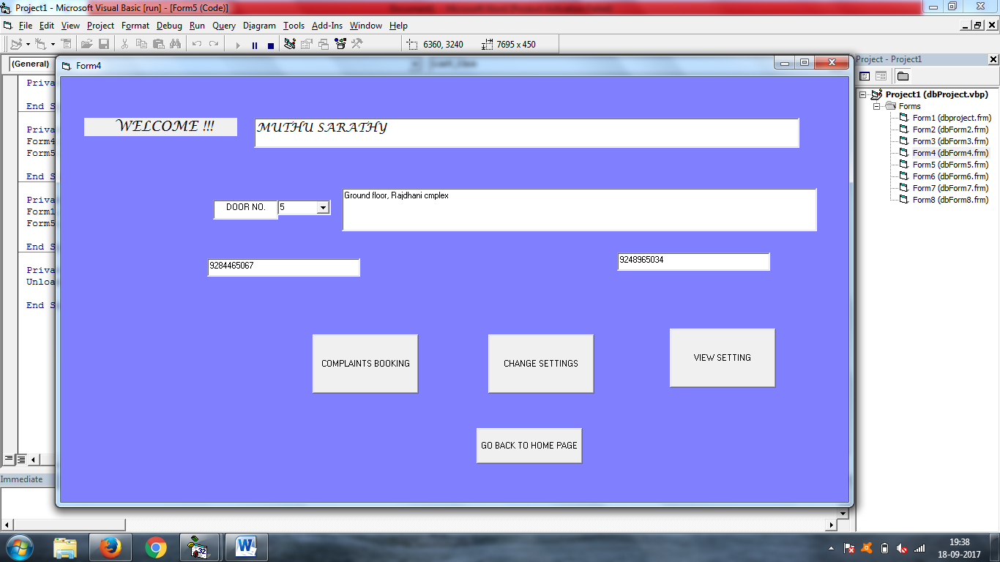 Project1 - Microsoft Visual Basic [run] - [Form5 (Code)]
File Edit View Project Format Debug Run Query Diagram Tools Add-Ins Window Help
6360, 3240 7695 x 450
(General)
Form4
Project - Project1
Priva
End S
Priva
Form4
Form5
End S
Priva
Form1
Form5
End S
Priva
Unloa
End S
WELCOME !!! MUTHU SARATHY
DOOR NO. 5 Ground floor, Rajdhani cmplex
9284465067 9248965034
COMPLAINTS BOOKING CHANGE SETTINGS VIEW SETTING
GO BACK TO HOME PAGE
Project1 (dbProject.vbp)
Forms
Form1 (dbproject.frm)
Form2 (dbForm2.frm)
Form3 (dbForm3.frm)
Form4 (dbForm4.frm)
Form5 (dbForm5.frm)
Form6 (dbForm6.frm)
Form7 (dbForm7.frm)
Form8 (dbForm8.frm)
Immediate
32
19:38
18-09-2017